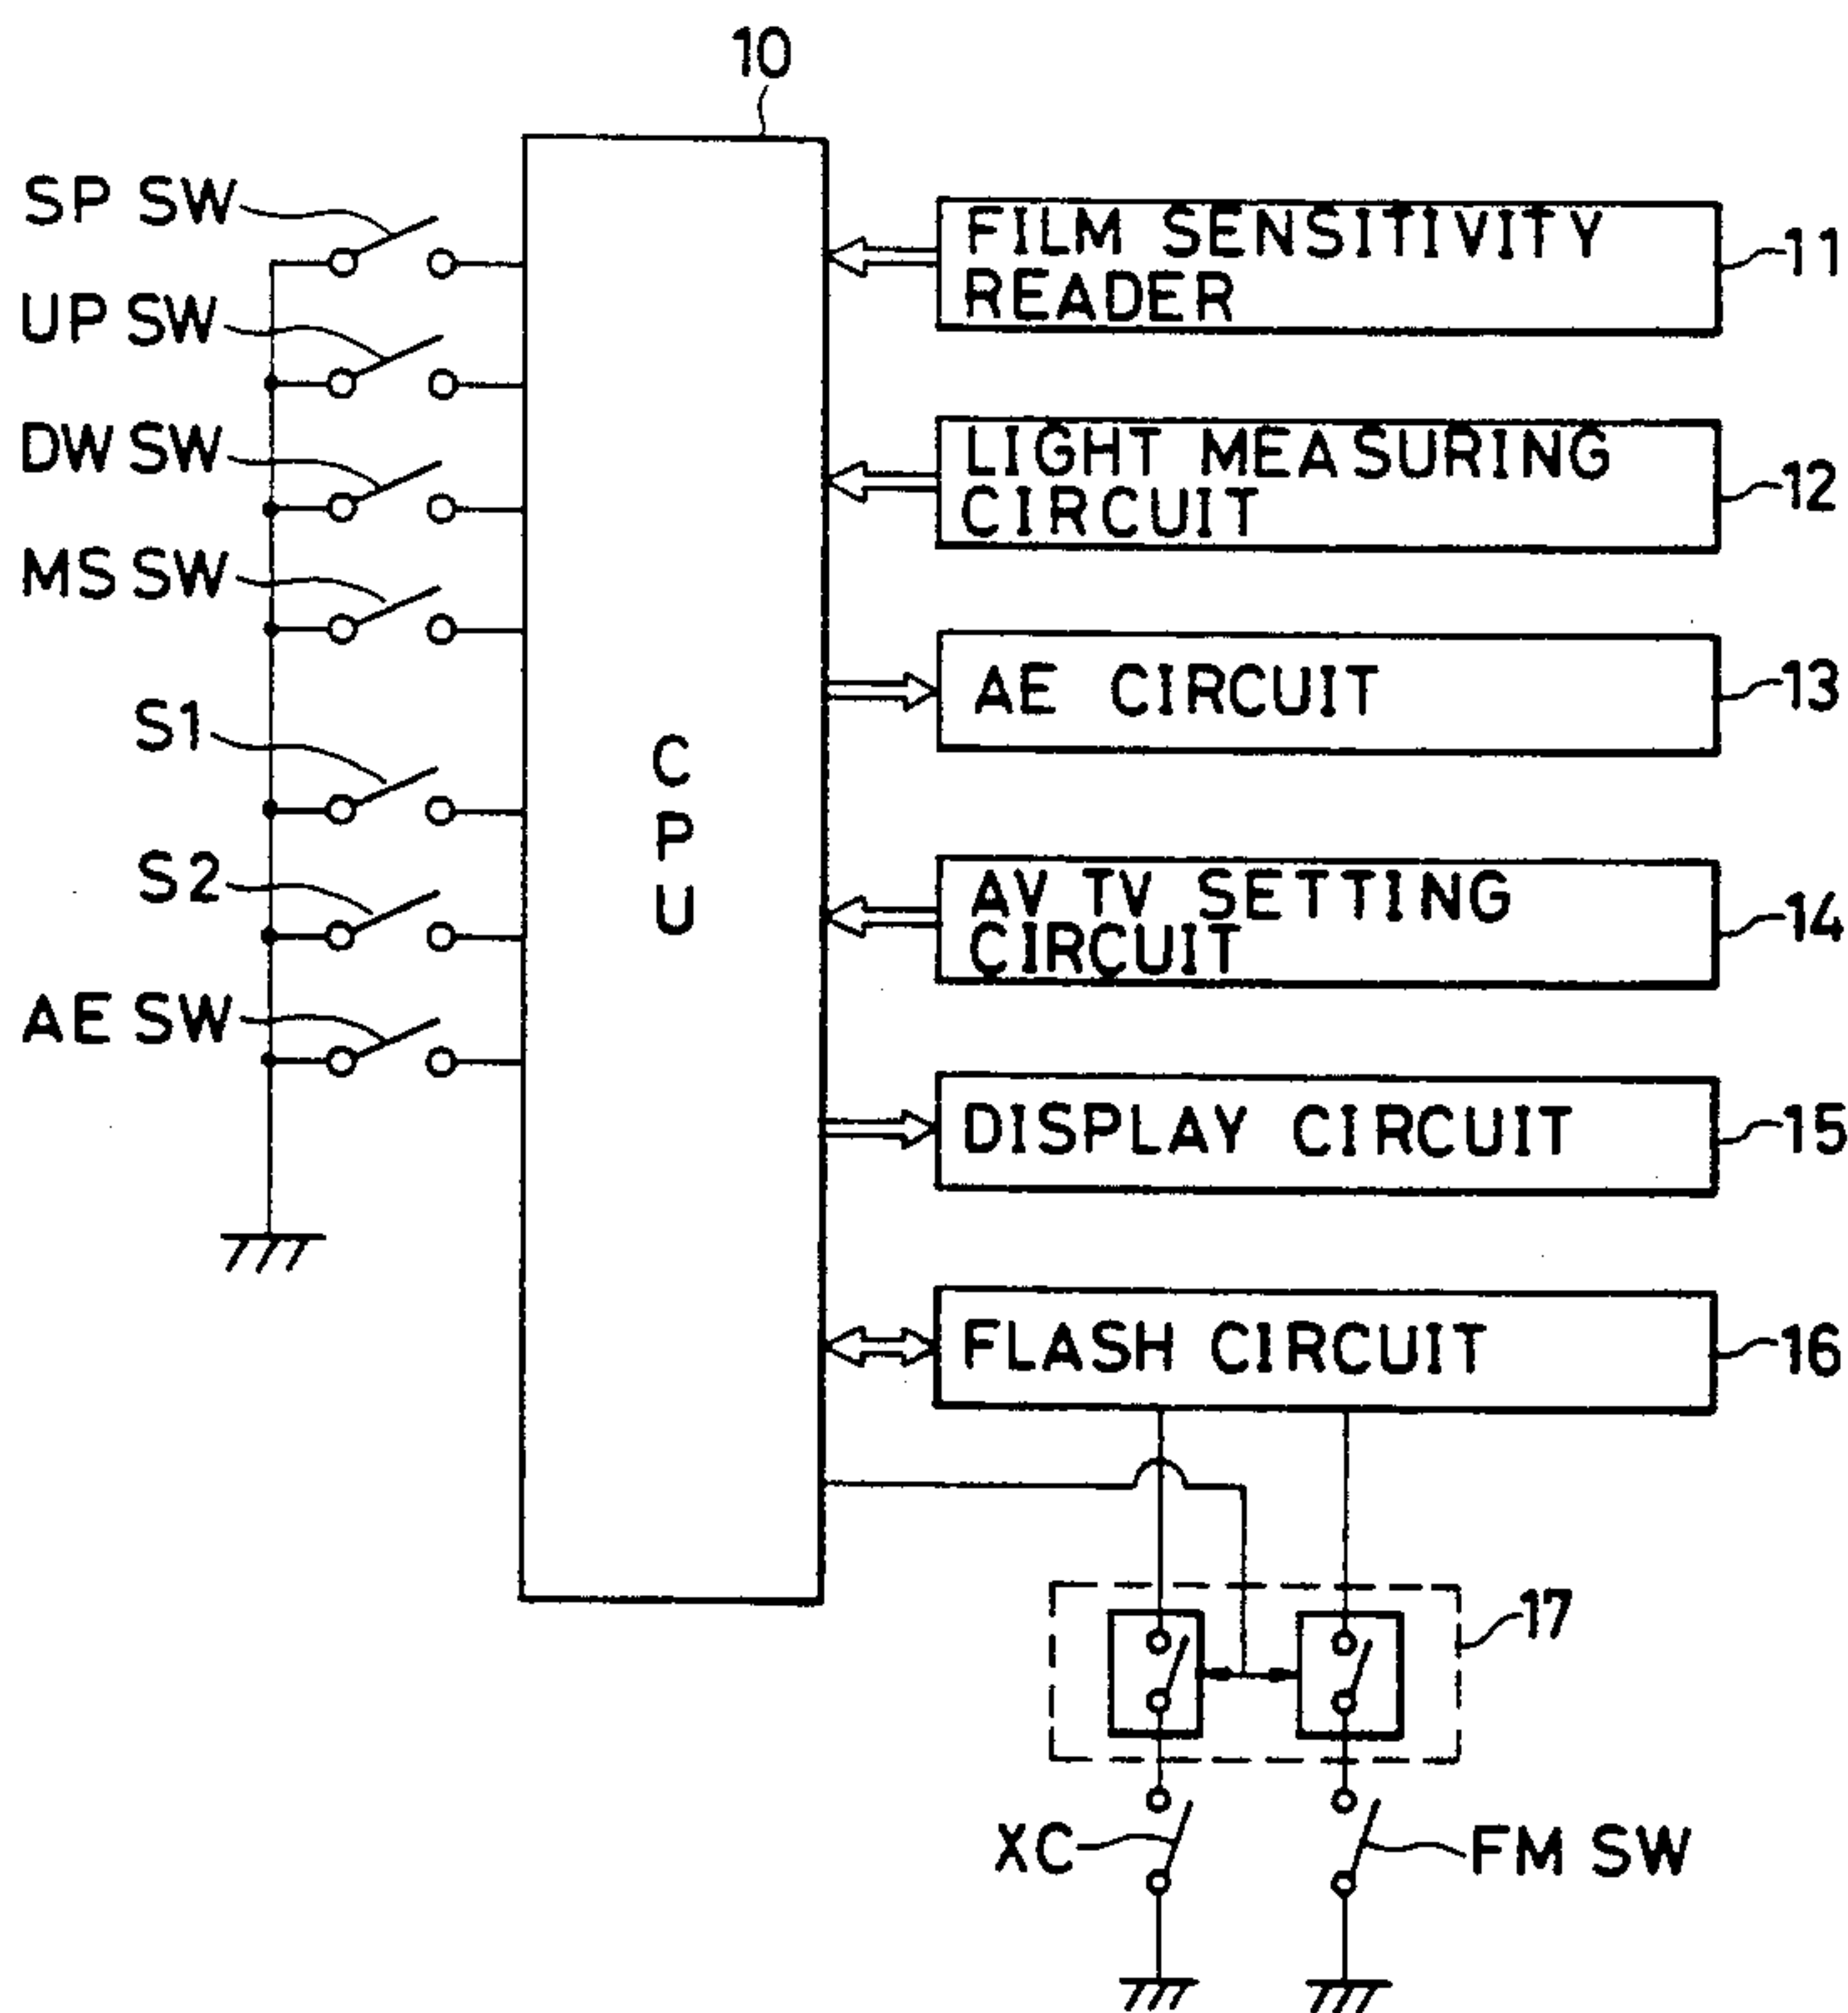 10
SP SW
UP SW
DW SW
MS SW
S1
S2
AE SW
C
P
U
FILM SENSITIVITY
READER
11
LIGHT MEASURING
CIRCUIT
12
AE CIRCUIT
13
AV TV SETTING
CIRCUIT
14
DISPLAY CIRCUIT
15
FLASH CIRCUIT
16
17
XC
FM SW